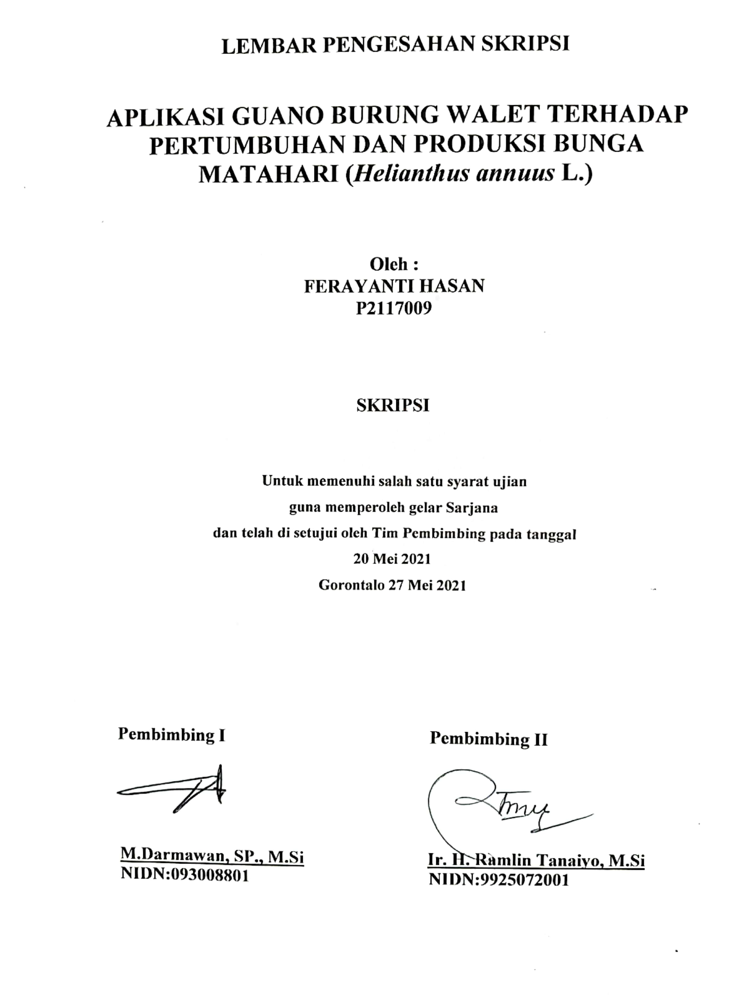 LEMBAR PENGESAHAN SKRIPSI
APLIKASI GUANO BURUNG WALET TERHADAP
PERTUMBUHAN DAN PRODUKSI BUNGA
MATAHARI (Helianthus annuus L.)
Oleh :
FERAYANTI HASAN
P2117009
SKRIPSI
Untuk memenuhi salah satu syarat ujian
guna memperoleh gelar Sarjana
dan telah di setujui oleh Tim Pembimbing pada tanggal
20 Mei 2021
Gorontalo 27 Mei 2021
Pembimbing I
Pembimbing II
M.Darmawan, SP., M.Si
NIDN:093008801
Ir. H. Ramlin Tanaiyo, M.Si
NIDN:9925072001